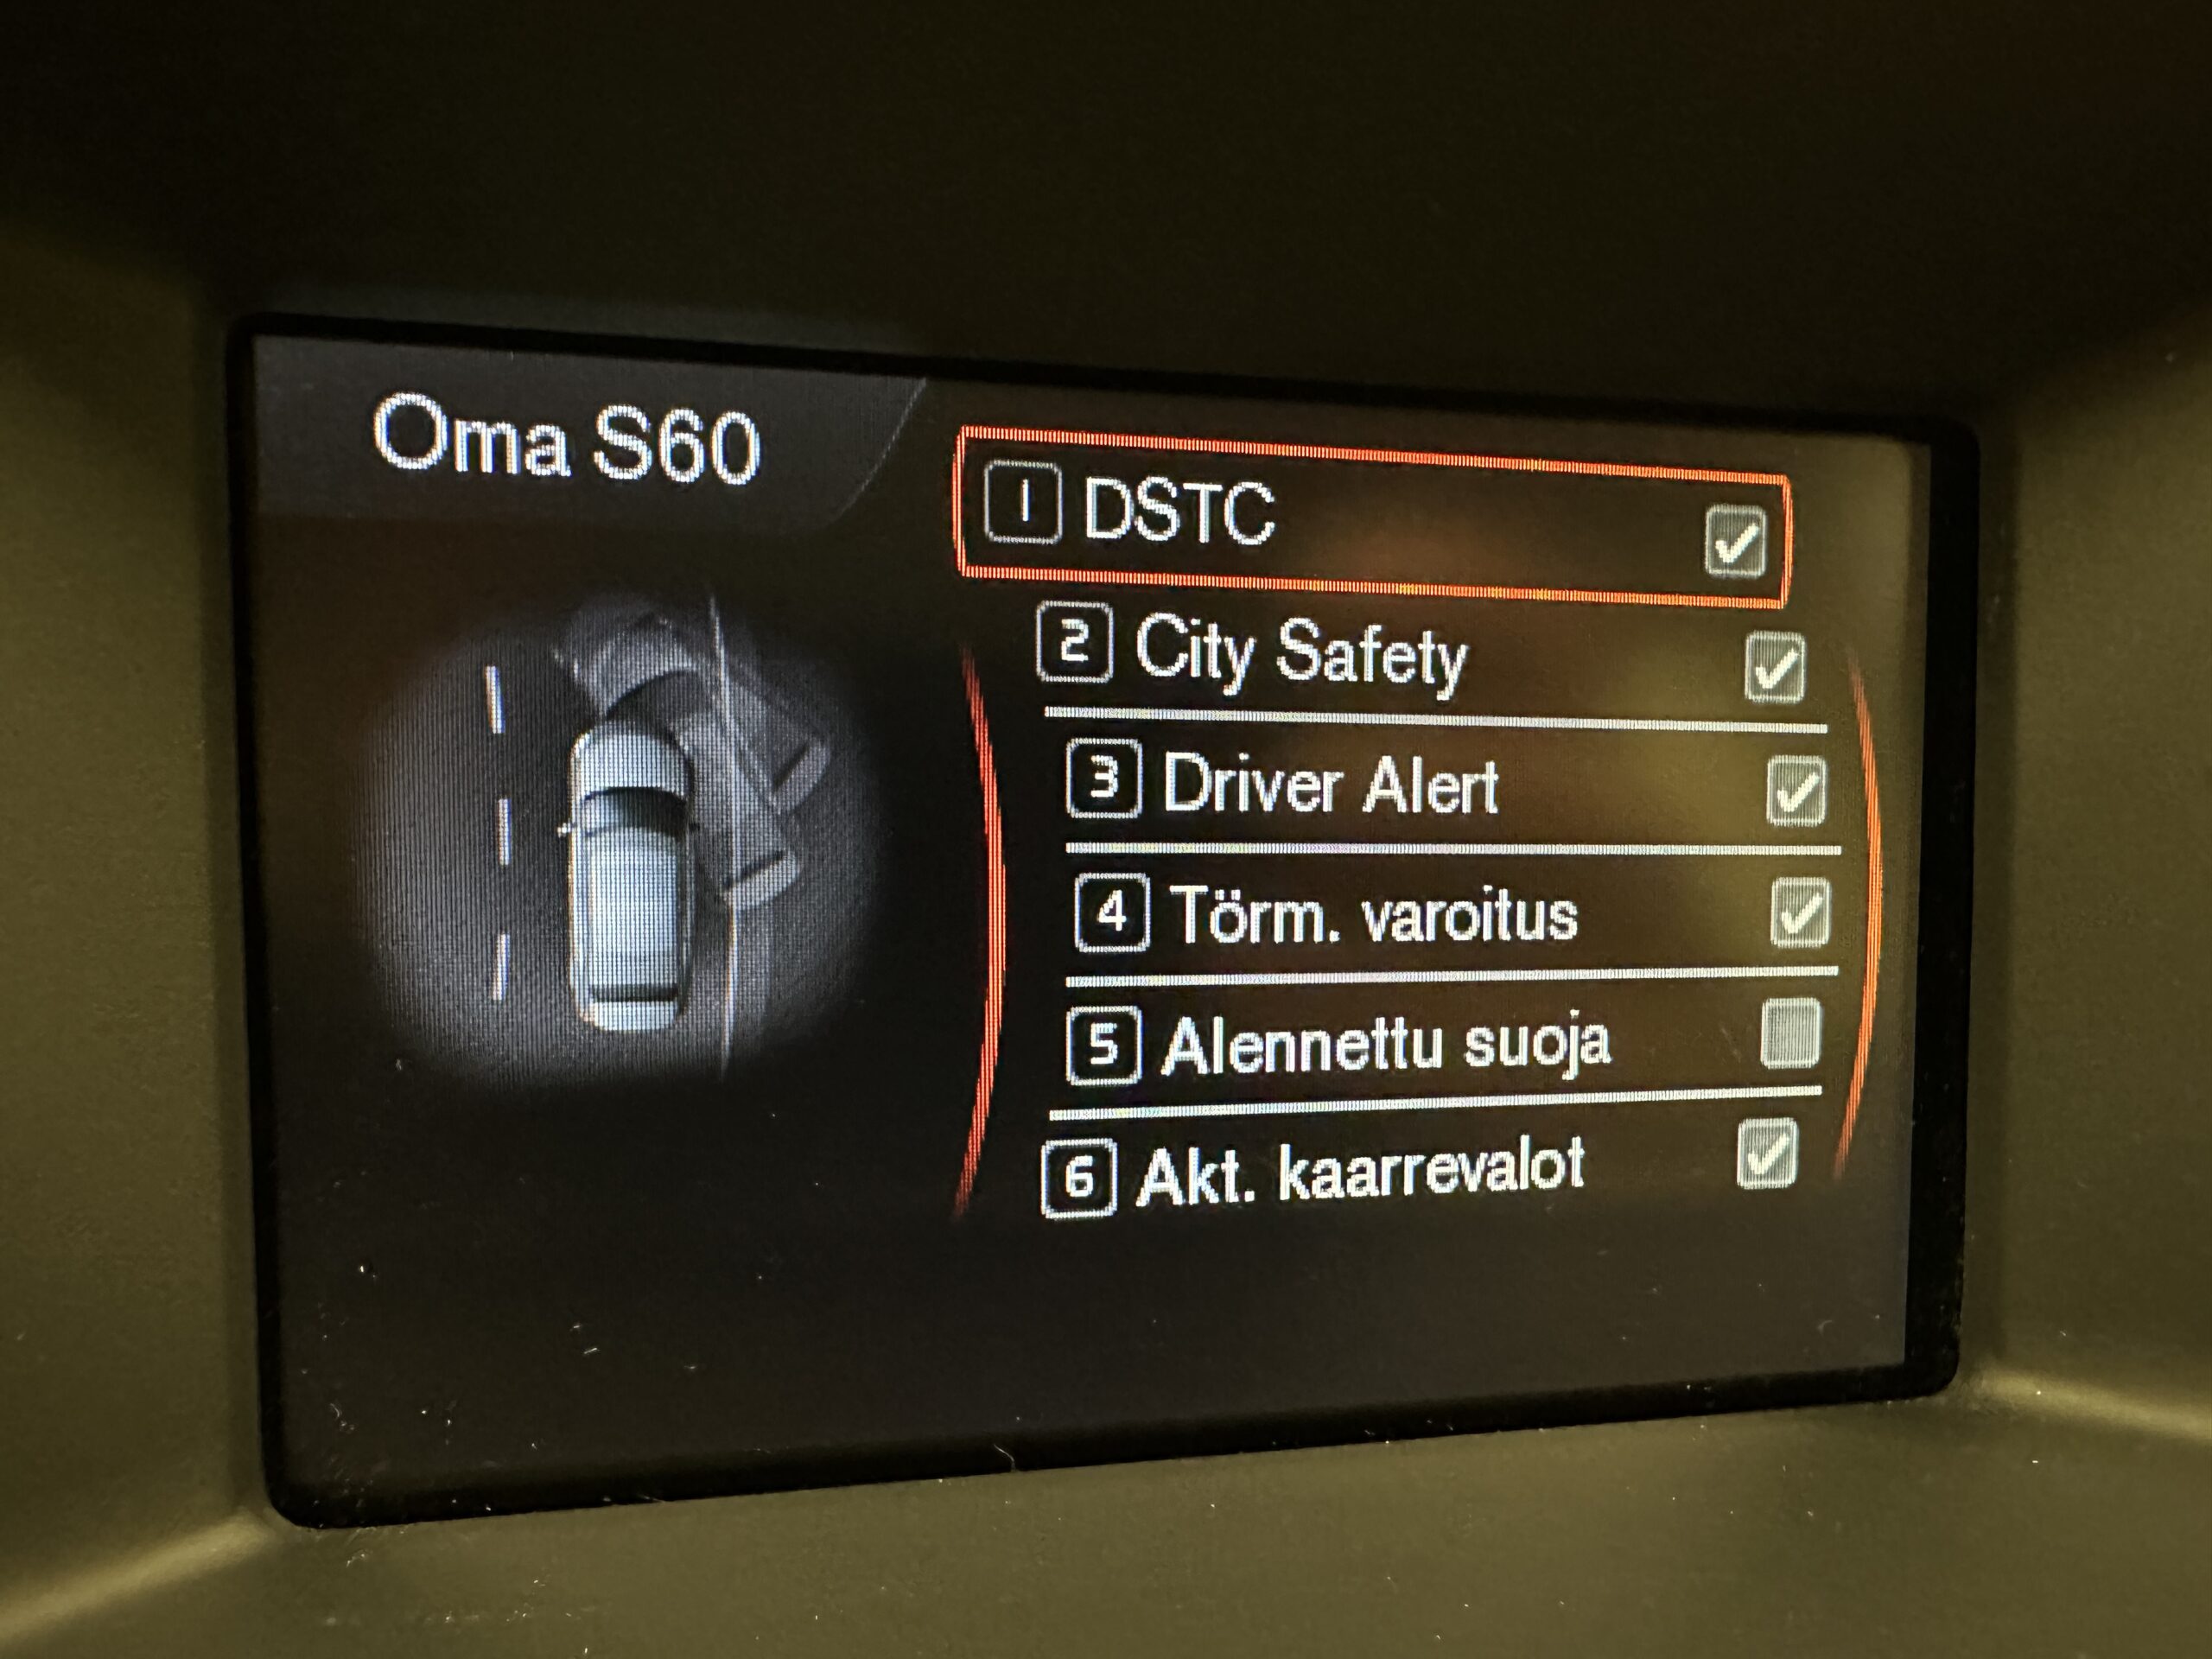 Oma S60
1 DSTC
2 City Safety
3 Driver Alert
4 Törm. varoitus
5 Alennettu suoja
6 Akt. kaarrevalot